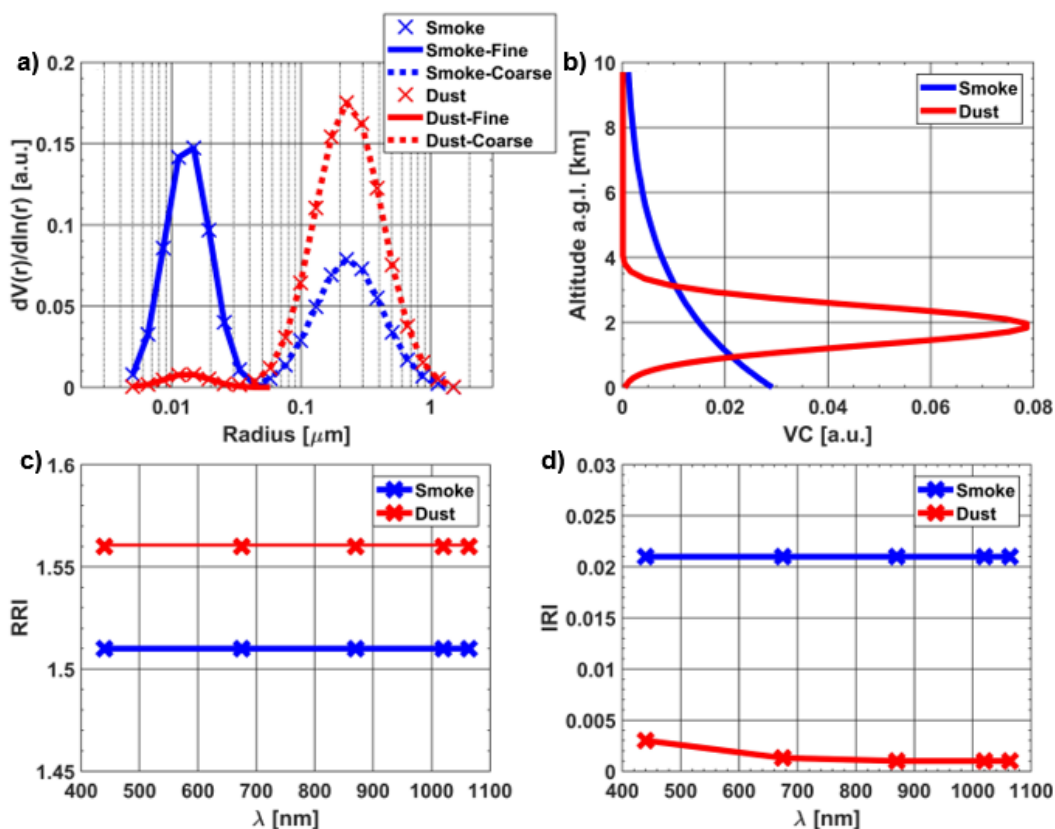 a)
0.2
0.15
0.1
0.05
0
dV(r)/dln(r) [a.u.]
0.01
0.1
1
Radius [μm]
Smoke
Smoke-Fine
Smoke-Coarse
Dust
Dust-Fine
Dust-Coarse
b)
10
8
6
4
2
0
Altitude a.g.l. [km]
0
0.02
0.04
0.06
0.08
VC [a.u.]
Smoke
Dust
c)
1.6
1.55
1.5
1.45
RRI
400
500
600
700
800
900
1000
1100
λ [nm]
Smoke
Dust
d)
0.03
0.025
0.02
0.015
0.01
0.005
0
IRI
400
500
600
700
800
900
1000
1100
λ [nm]
Smoke
Dust